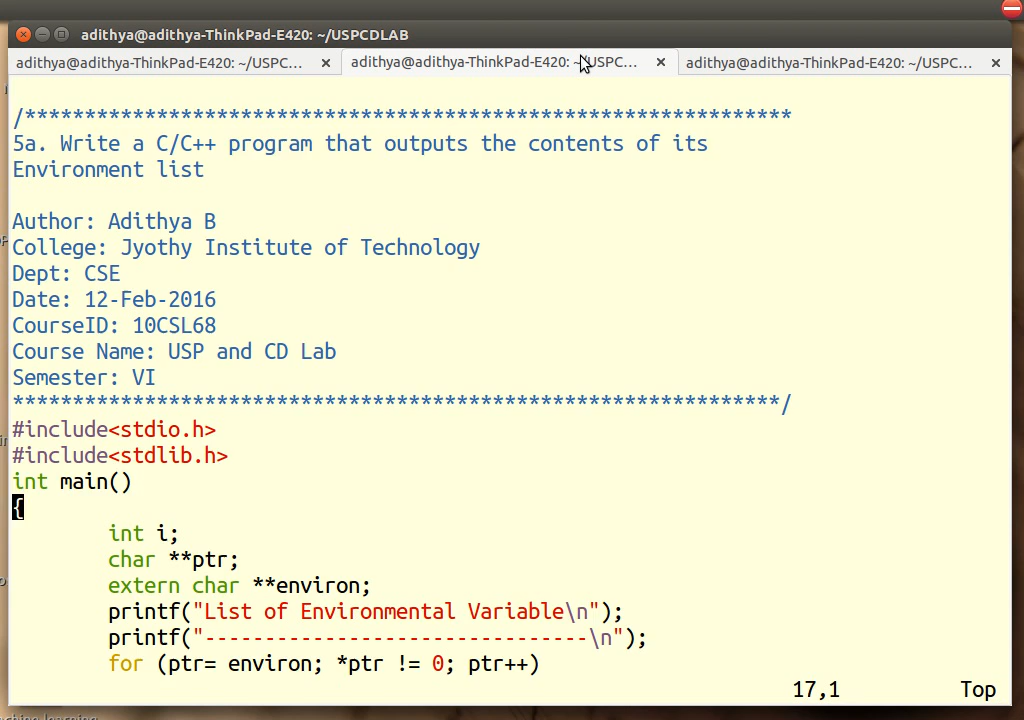 adithya@adithya-ThinkPad-E420: ~/USPCDLAB
adithya@adithya-ThinkPad-E420: ~/USPC... × adithya@adithya-ThinkPad-E420: ~/USPC... × adithya@adithya-ThinkPad-E420: ~/USPC... ×
/****************************************************************
5a. Write a C/C++ program that outputs the contents of its
Environment list
Author: Adithya B
College: Jyothy Institute of Technology
Dept: CSE
Date: 12-Feb-2016
CourseID: 10CSL68
Course Name: USP and CD Lab
Semester: VI
****************************************************************/
#include<stdio.h>
#include<stdlib.h>
int main()
{
int i;
char **ptr;
extern char **environ;
printf("List of Environmental Variable\n");
printf("--------------------------------\n");
for (ptr= environ; *ptr != 0; ptr++)
17,1 Top